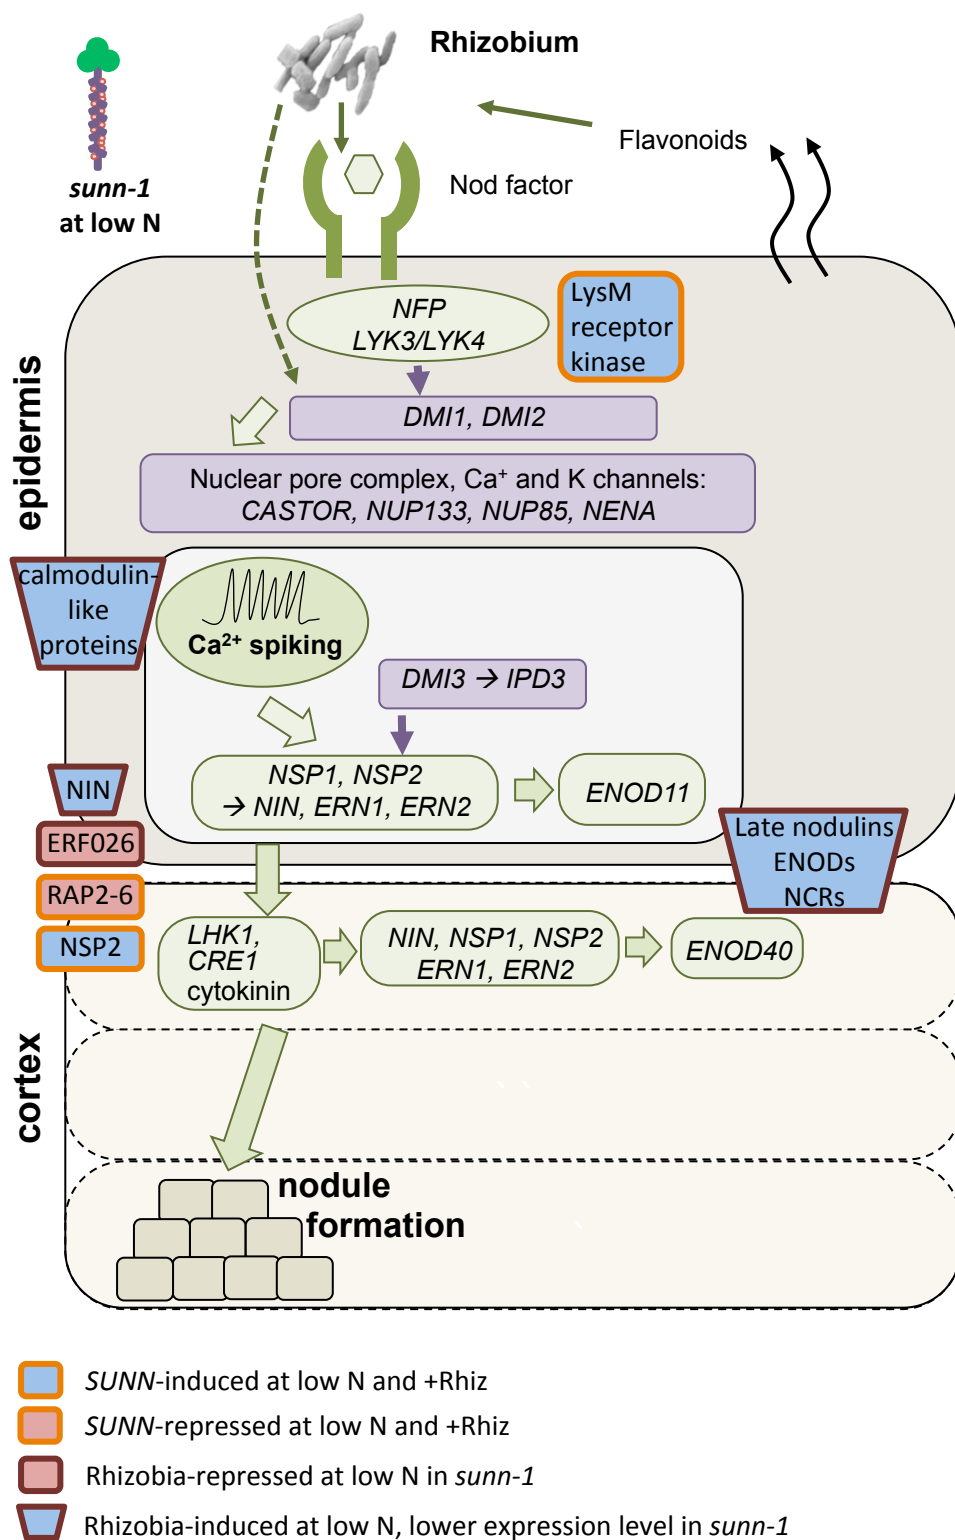 Rhizobium
Flavonoids
Nod factor
sunn-1
at low N
epidermis
NFP
LYK3/LYK4
LysM
receptor
kinase
DMI1, DMI2
Nuclear pore complex, Ca⁺ and K channels:
CASTOR, NUP133, NUP85, NENA
calmodulin-
like
proteins
Ca²⁺ spiking
DMI3 → IPD3
NSP1, NSP2
→ NIN, ERN1, ERN2
ENOD11
NIN
ERF026
RAP2-6
NSP2
Late nodulins
ENODs
NCRs
cortex
LHK1,
CRE1
cytokinin
NIN, NSP1, NSP2
ERN1, ERN2
ENOD40
nodule
formation
SUNN-induced at low N and +Rhiz
SUNN-repressed at low N and +Rhiz
Rhizobia-repressed at low N in sunn-1
Rhizobia-induced at low N, lower expression level in sunn-1